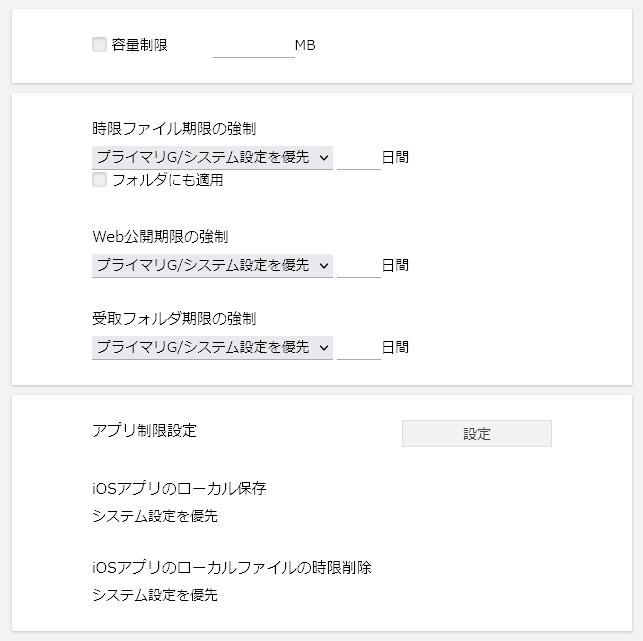 容量制限 MB
時限ファイル期限の強制
プライマリG/システム設定を優先 日間
フォルダにも適用
Web公開期限の強制
プライマリG/システム設定を優先 日間
受取フォルダ期限の強制
プライマリG/システム設定を優先 日間
アプリ制限設定 設定
iOSアプリのローカル保存
システム設定を優先
iOSアプリのローカルファイルの時限削除
システム設定を優先